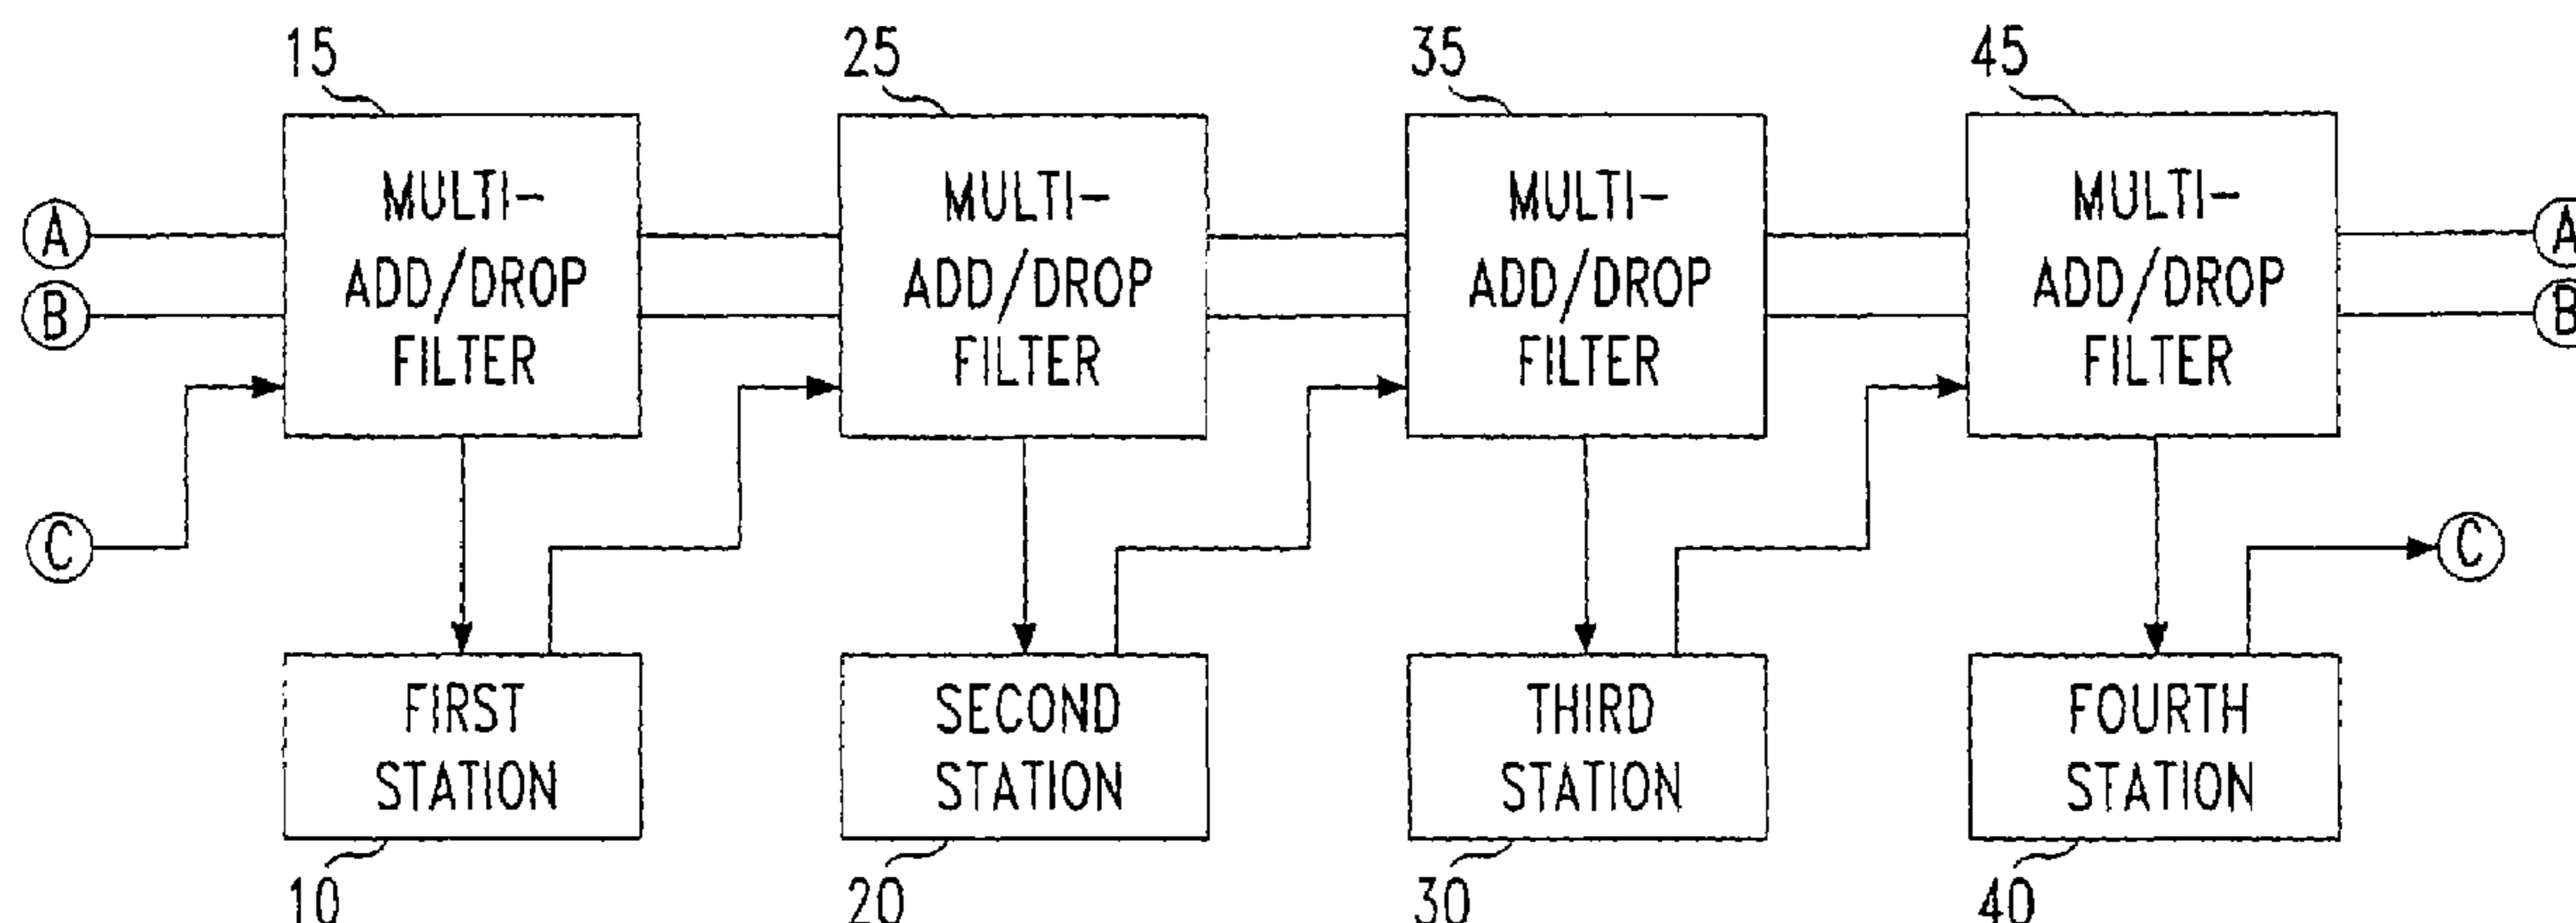 15 25 35 45
MULTI-
ADD/DROP
FILTER
MULTI-
ADD/DROP
FILTER
MULTI-
ADD/DROP
FILTER
MULTI-
ADD/DROP
FILTER
A
B
C
A
B
C
FIRST
STATION
SECOND
STATION
THIRD
STATION
FOURTH
STATION
10 20 30 40